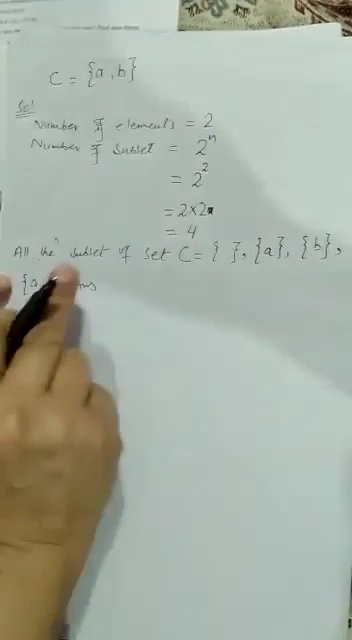 C = {a, b}
Sol
Number of elements = 2
Number of Subset = 2ⁿ
= 2²
= 2×2
= 4
All the subset of set C = { }, {a}, {b},
{a